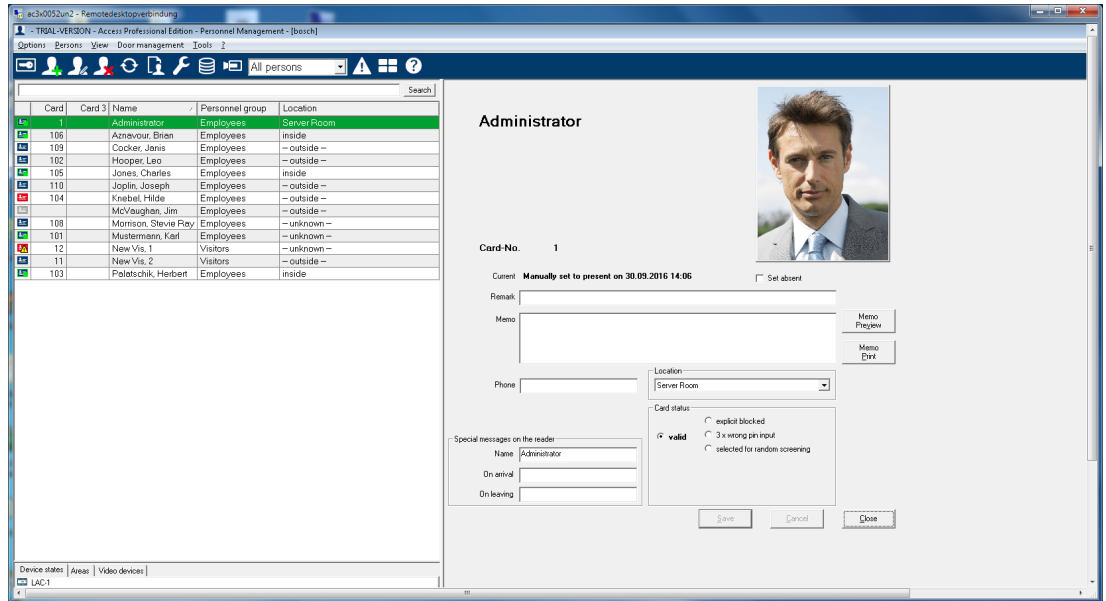 ac3x0052un2 - Remotedesktopverbindung
- TRIAL-VERSION - Access Professional Edition - Personnel Management - [bosch]
Options Persons View Door management Tools ?
All persons
Search
Card Card 3 Name Personnel group Location
1 Administrator Employees Server Room
106 Aznavour, Brian Employees inside
109 Cocker, Janis Employees -- outside --
102 Hooper, Leo Employees -- outside --
105 Jones, Charles Employees inside
110 Joplin, Joseph Employees -- outside --
104 Knebel, Hilde Employees -- outside --
McVaughan, Jim Employees -- outside --
108 Morrison, Stevie Ray Employees -- unknown --
101 Mustermann, Karl Employees -- unknown --
12 New Vis, 1 Visitors -- unknown --
11 New Vis, 2 Visitors -- outside --
103 Palatschik, Herbert Employees inside
Device states Areas Video devices
LAC-1
Administrator
Card-No. 1
Current Manually set to present on 30.09.2016 14:06
Set absent
Remark
Memo
Memo Preview
Memo Print
Phone
Location
Server Room
Card status
valid
explicit blocked
3 x wrong pin input
selected for random screening
Special messages on the reader
Name Administrator
On arrival
On leaving
Save Cancel Close